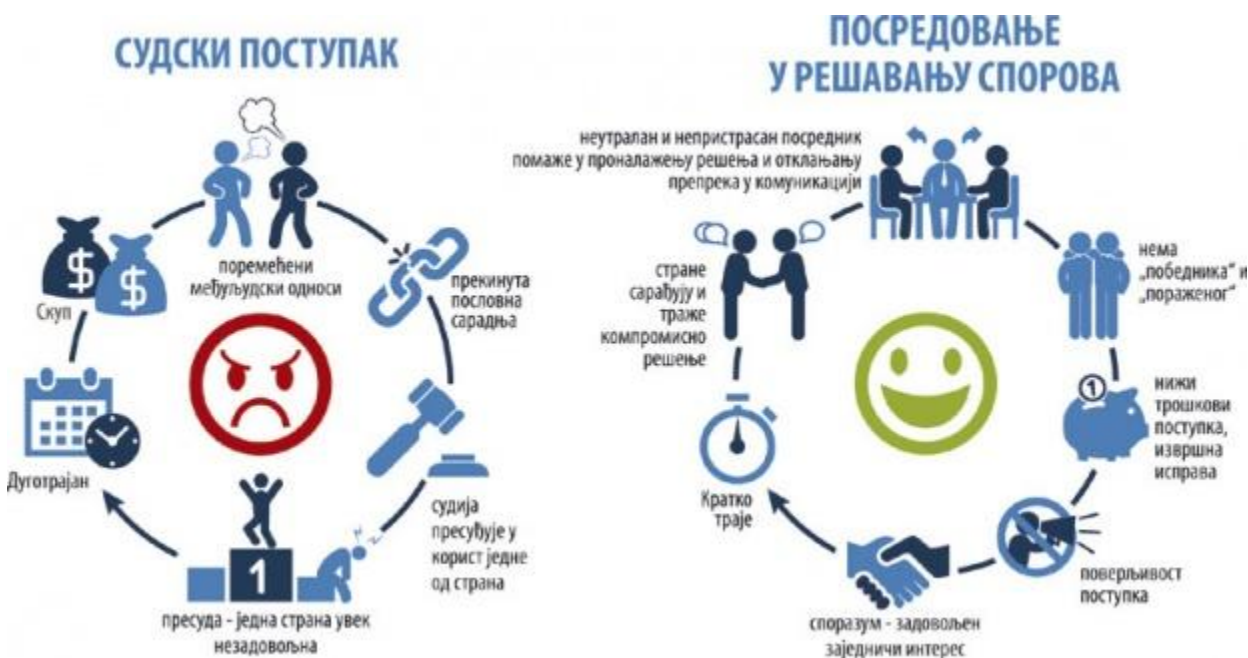 СУДСКИ ПОСТУПАК
поремећени
међуљудски односи
прекинута
пословна
сарадња
судија
пресуђује у
корист једне
од страна
1
пресуда - једна страна увек
незадовољна
Дуготрајан
$
$
Скуп
ПОСРЕДОВАЊЕ
У РЕШАВАЊУ СПОРОВА
неутралан и непристрасан посредник
помаже у проналажењу решења и отклањању
препрека у комуникацији
нема
„победника“ и
„пораженог“
1
нижи
трошкови
поступка,
извршна
исправа
поверљивост
поступка
споразум - задовољен
заједничи интерес
Кратко
траје
стране
сарађују и
траже
компромисно
решење